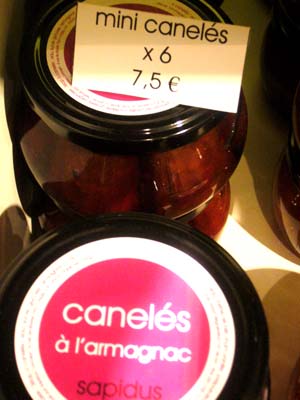 mini canelés
x 6
7,5 €
canelés
à l'armagnac
sapidus